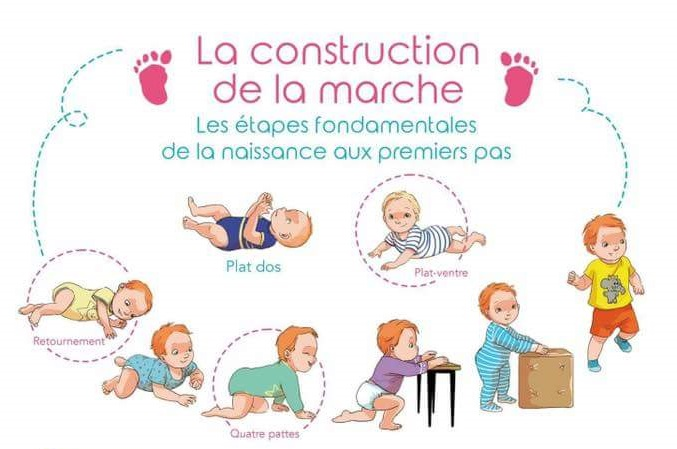 La construction
de la marche
Les étapes fondamentales
de la naissance aux premiers pas
Plat dos
Plat-ventre
Retournement
Quatre pattes